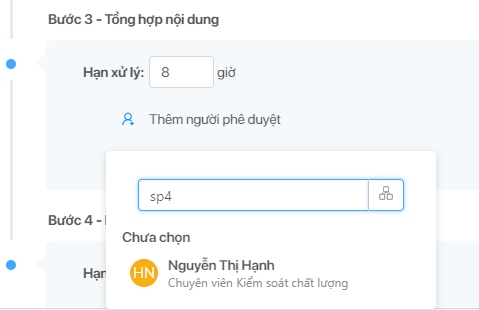 Bước 3 - Tổng hợp nội dung
Hạn xử lý: 8 giờ
Thêm người phê duyệt
sp4
Bước 4 -
Chưa chọn
HN Nguyễn Thị Hạnh
Hạn
Chuyên viên Kiểm soát chất lượng